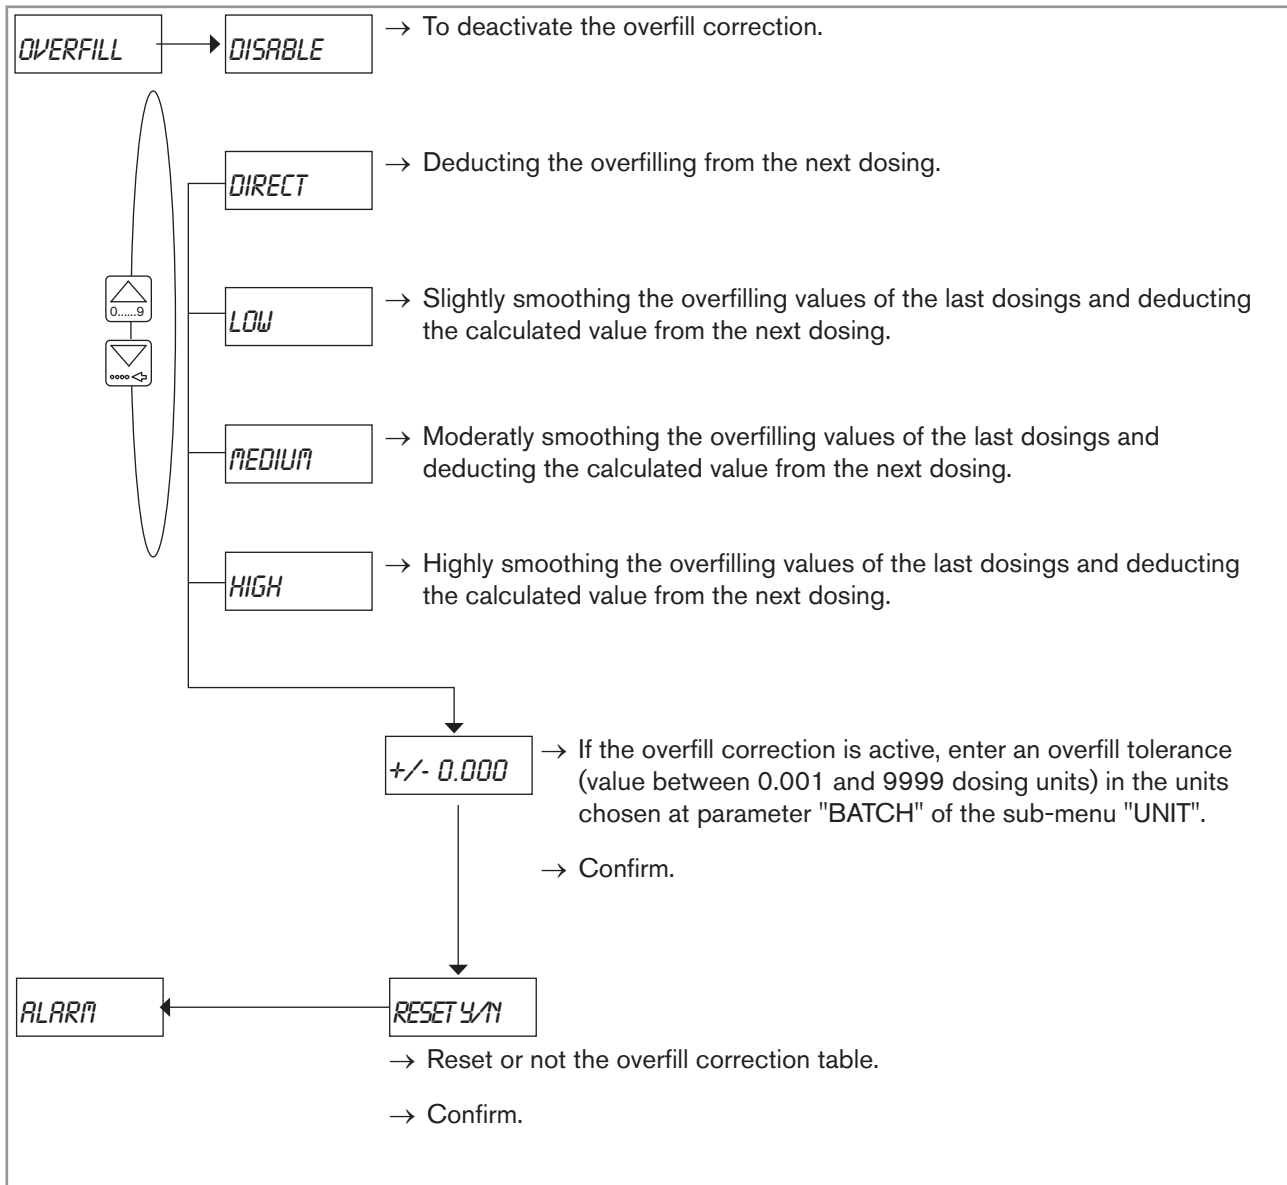 OVERFILL
DISABLE
→ To deactivate the overfill correction.
DIRECT
→ Deducting the overfilling from the next dosing.
0......9
LOW
→ Slightly smoothing the overfilling values of the last dosings and deducting
the calculated value from the next dosing.
MEDIUM
→ Moderatly smoothing the overfilling values of the last dosings and
deducting the calculated value from the next dosing.
HIGH
→ Highly smoothing the overfilling values of the last dosings and deducting
the calculated value from the next dosing.
+/- 0.000
→ If the overfill correction is active, enter an overfill tolerance
(value between 0.001 and 9999 dosing units) in the units
chosen at parameter "BATCH" of the sub-menu "UNIT".
→ Confirm.
ALARM
RESET Y/N
→ Reset or not the overfill correction table.
→ Confirm.